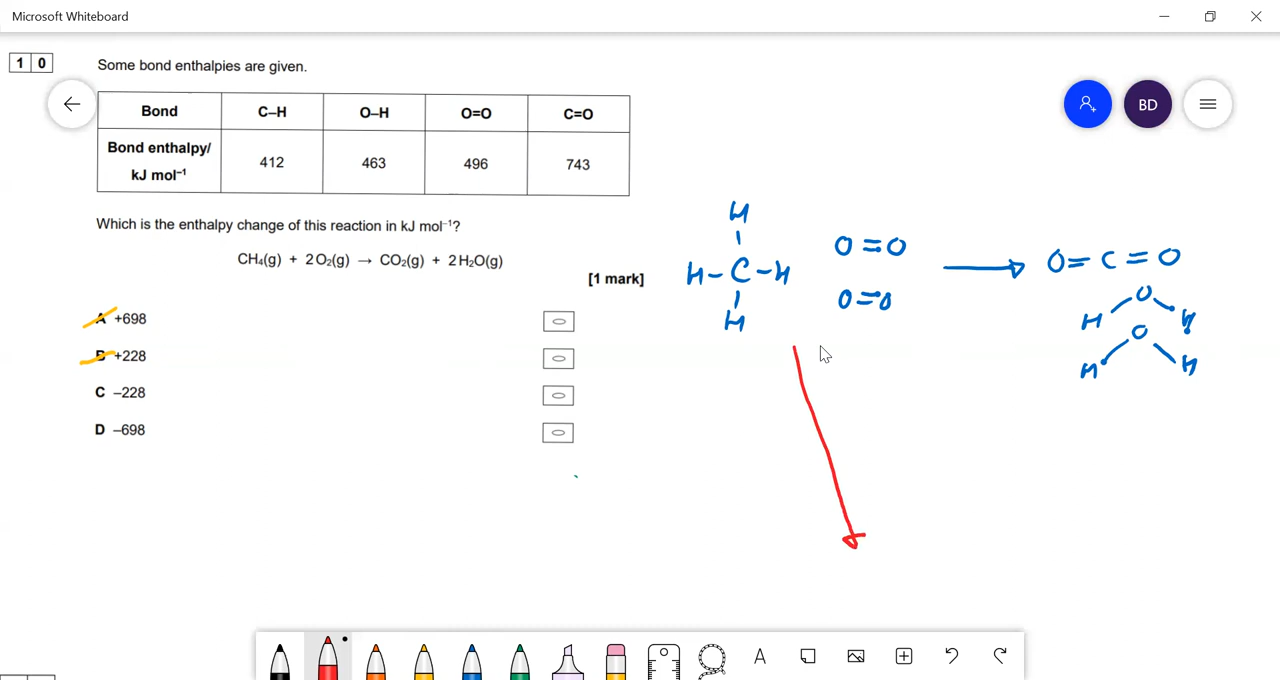 Microsoft Whiteboard
1 0
Some bond enthalpies are given.
Bond C–H O–H O=O C=O
Bond enthalpy/ kJ mol⁻¹ 412 463 496 743
Which is the enthalpy change of this reaction in kJ mol⁻¹?
CH₄(g) + 2O₂(g) → CO₂(g) + 2H₂O(g)
[1 mark]
A +698
B +228
C –228
D –698
BD
H
H–C–H
H
O=O
O=O
→
O=C=O
O
H H
O
H H
A